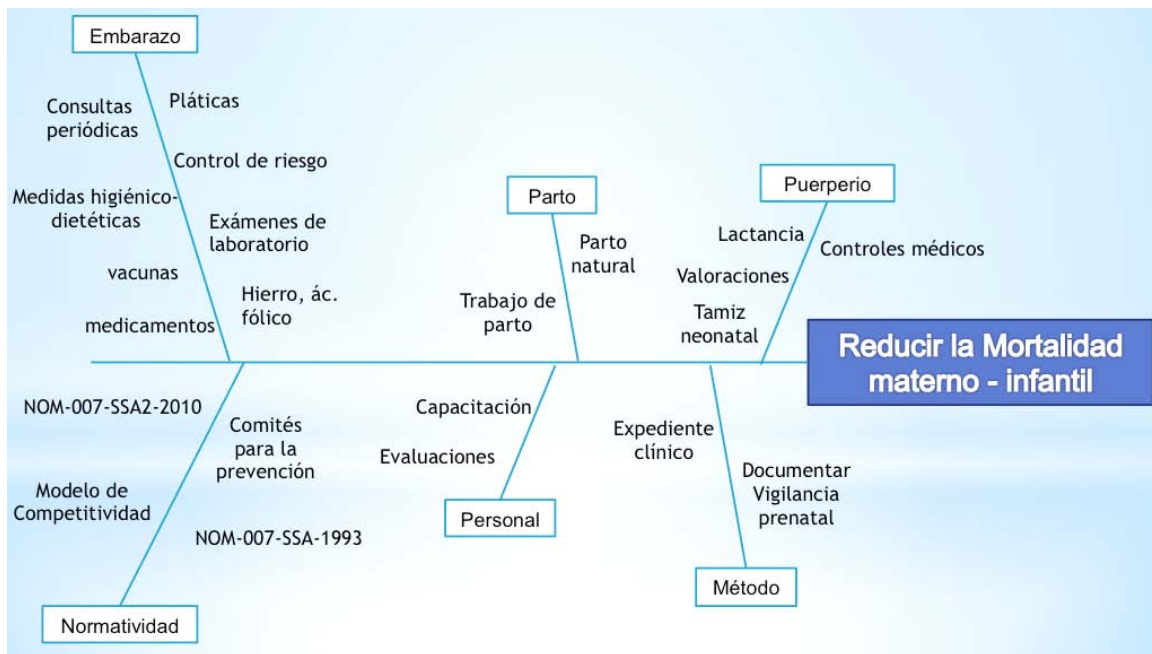 Embarazo
Consultas
periódicas
Pláticas
Control de riesgo
Medidas higiénico-
dietéticas
Exámenes de
laboratorio
vacunas
Hierro, ác.
fólico
medicamentos
Parto
Parto
natural
Trabajo de
parto
Puerperio
Lactancia
Controles médicos
Valoraciones
Tamiz
neonatal
Reducir la Mortalidad
materno - infantil
NOM-007-SSA2-2010
Comités
para la
prevención
Modelo de
Competitividad
NOM-007-SSA-1993
Normatividad
Capacitación
Evaluaciones
Personal
Expediente
clínico
Documentar
Vigilancia
prenatal
Método